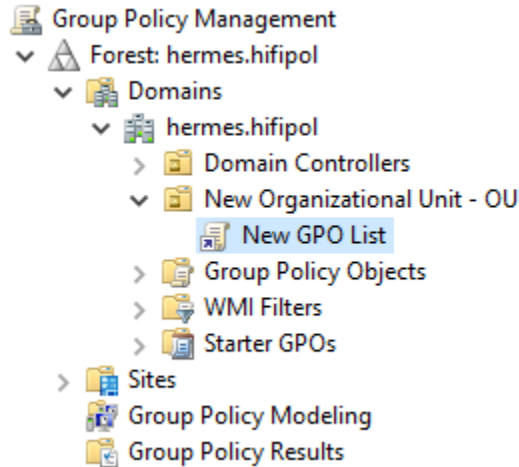 Group Policy Management
Forest: hermes.hifipol
Domains
hermes.hifipol
Domain Controllers
New Organizational Unit - OU
New GPO List
Group Policy Objects
WMI Filters
Starter GPOs
Sites
Group Policy Modeling
Group Policy Results